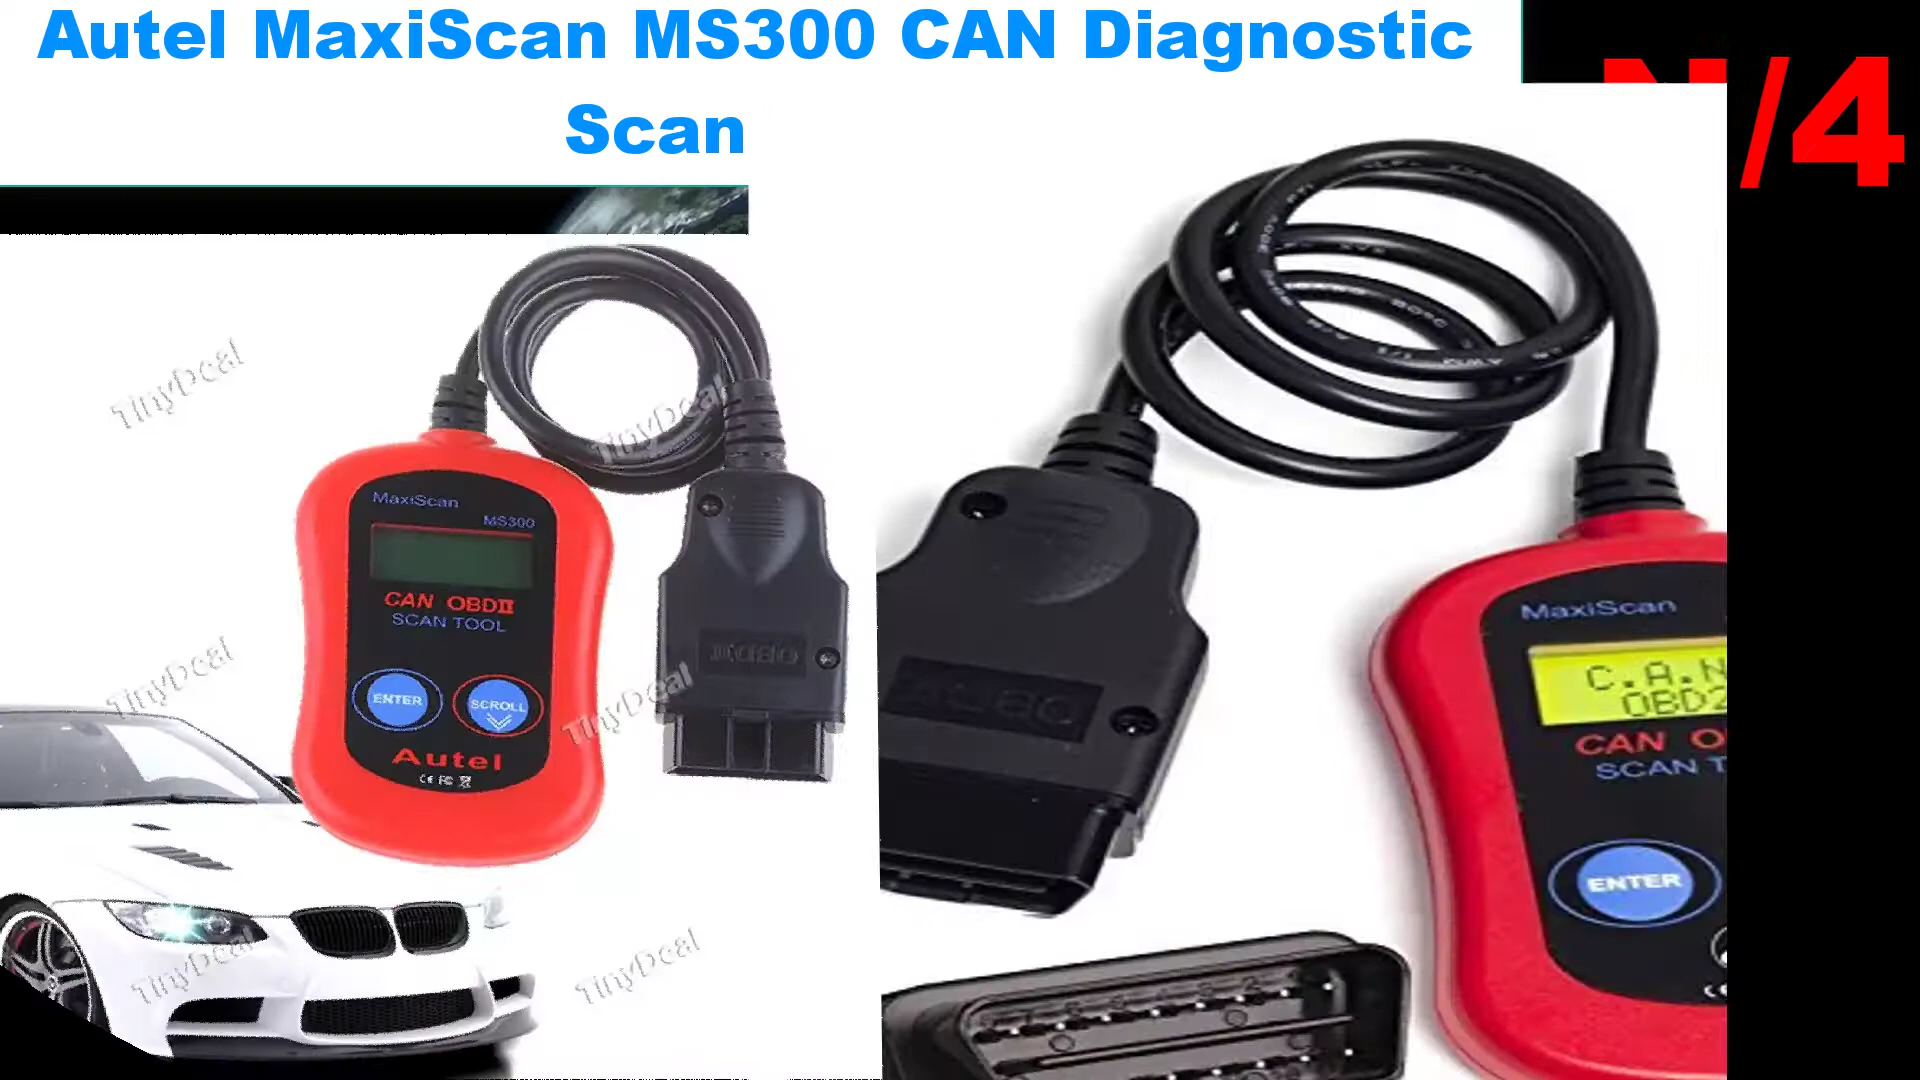 Autel MaxiScan MS300 CAN Diagnostic
Scan
/4
TinyDeal
TinyDeal
MaxiScan
MS300
CAN OBDII
SCAN TOOL
ENTER
SCROLL
Autel
OBDII
TinyDeal
TinyDeal
TinyDeal
TinyDeal
MaxiScan
C.A.N
OBD2
CAN O
SCAN T
ENTER